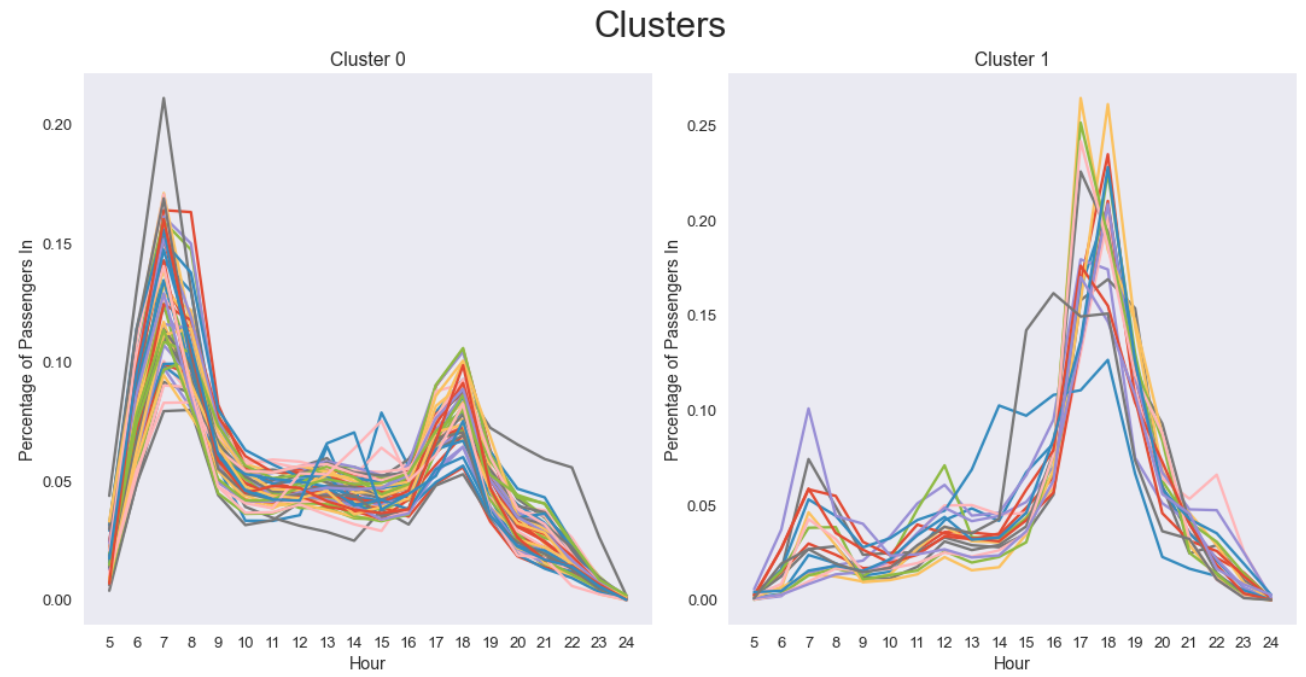 Clusters
Cluster 0
0.20
0.15
0.10
0.05
0.00
Percentage of Passengers In
5 6 7 8 9 10 11 12 13 14 15 16 17 18 19 20 21 22 23 24
Hour
Cluster 1
0.25
0.20
0.15
0.10
0.05
0.00
Percentage of Passengers In
5 6 7 8 9 10 11 12 13 14 15 16 17 18 19 20 21 22 23 24
Hour